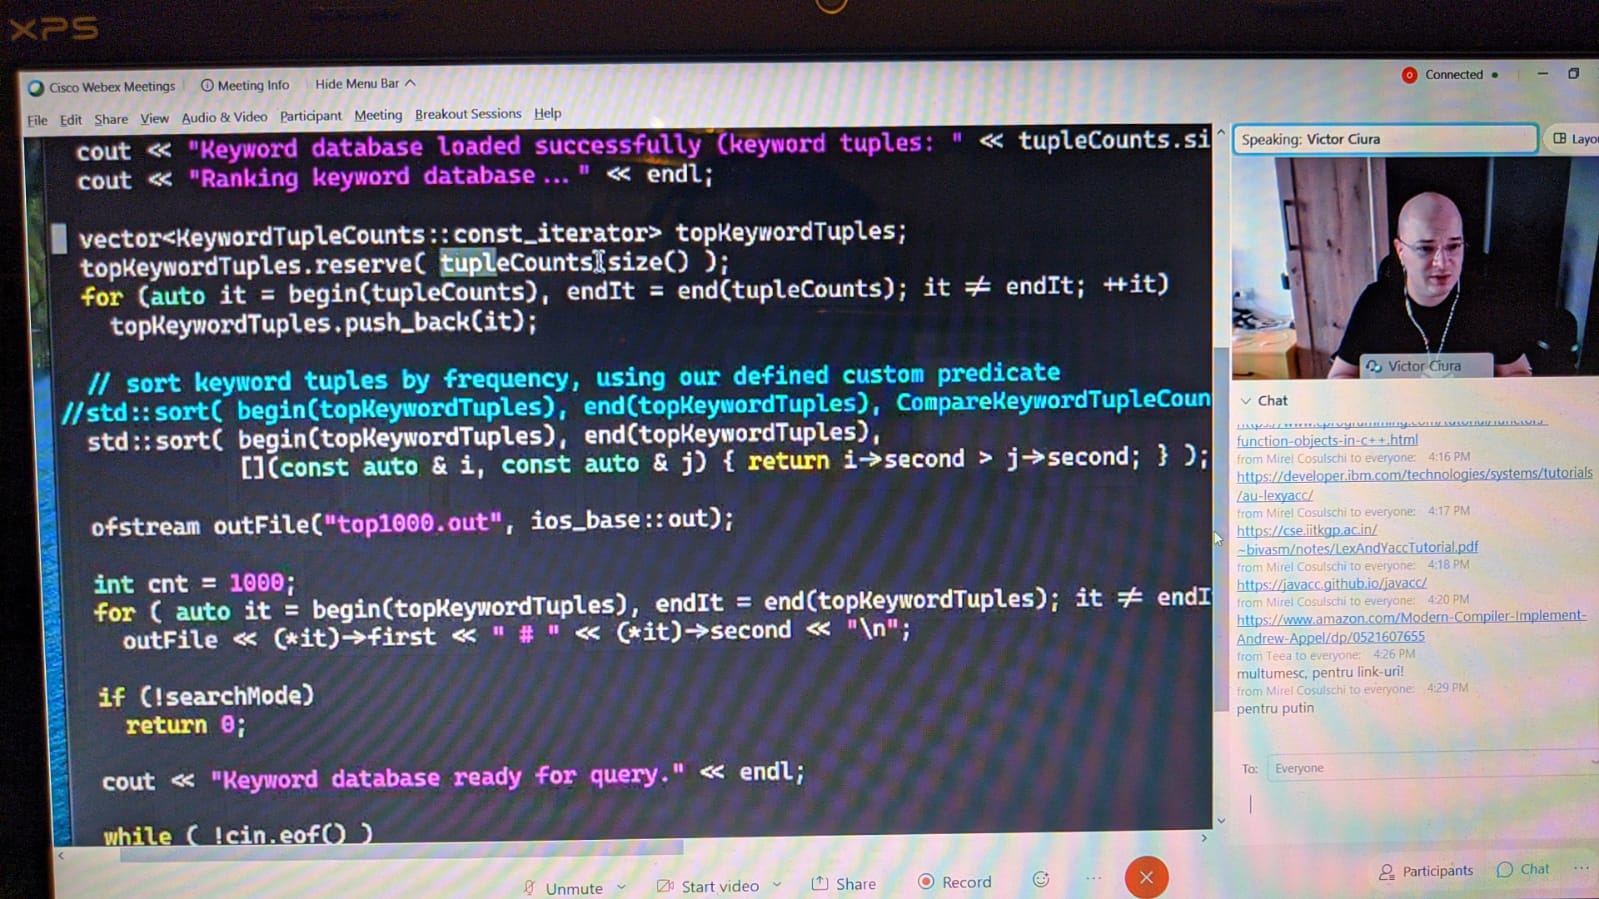 XPS
Cisco Webex Meetings Meeting Info Hide Menu Bar
Connected
File Edit Share View Audio & Video Participant Meeting Breakout Sessions Help
cout << "Keyword database loaded successfully (keyword tuples: " << tupleCounts.si
cout << "Ranking keyword database ... " << endl;
vector<KeywordTupleCounts::const_iterator> topKeywordTuples;
topKeywordTuples.reserve( tupleCounts.size() );
for (auto it = begin(tupleCounts), endIt = end(tupleCounts); it ≠ endIt; ++it)
topKeywordTuples.push_back(it);
// sort keyword tuples by frequency, using our defined custom predicate
//std::sort( begin(topKeywordTuples), end(topKeywordTuples), CompareKeywordTupleCoun
std::sort( begin(topKeywordTuples), end(topKeywordTuples),
[](const auto & i, const auto & j) { return i→second > j→second; } );
ofstream outFile("top1000.out", ios_base::out);
int cnt = 1000;
for ( auto it = begin(topKeywordTuples), endIt = end(topKeywordTuples); it ≠ endI
outFile << (*it)→first << " # " << (*it)→second << "\n";
if (!searchMode)
return 0;
cout << "Keyword database ready for query." << endl;
while ( !cin.eof() )
Speaking: Victor Ciura
Layo
Victor Ciura
Chat
function-objects-in-c++.html
from Mirel Cosulschi to everyone: 4:16 PM
https://developer.ibm.com/technologies/systems/tutorials
/au-lexyacc/
from Mirel Cosulschi to everyone: 4:17 PM
https://cse.iitkgp.ac.in/
~bivasm/notes/LexAndYaccTutorial.pdf
from Mirel Cosulschi to everyone: 4:18 PM
https://javacc.github.io/javacc/
from Mirel Cosulschi to everyone: 4:20 PM
https://www.amazon.com/Modern-Compiler-Implement-
Andrew-Appel/dp/0521607655
from Teea to everyone: 4:26 PM
multumesc, pentru link-uri!
from Mirel Cosulschi to everyone: 4:29 PM
pentru putin
To: Everyone
Unmute Start video Share Record
Participants Chat